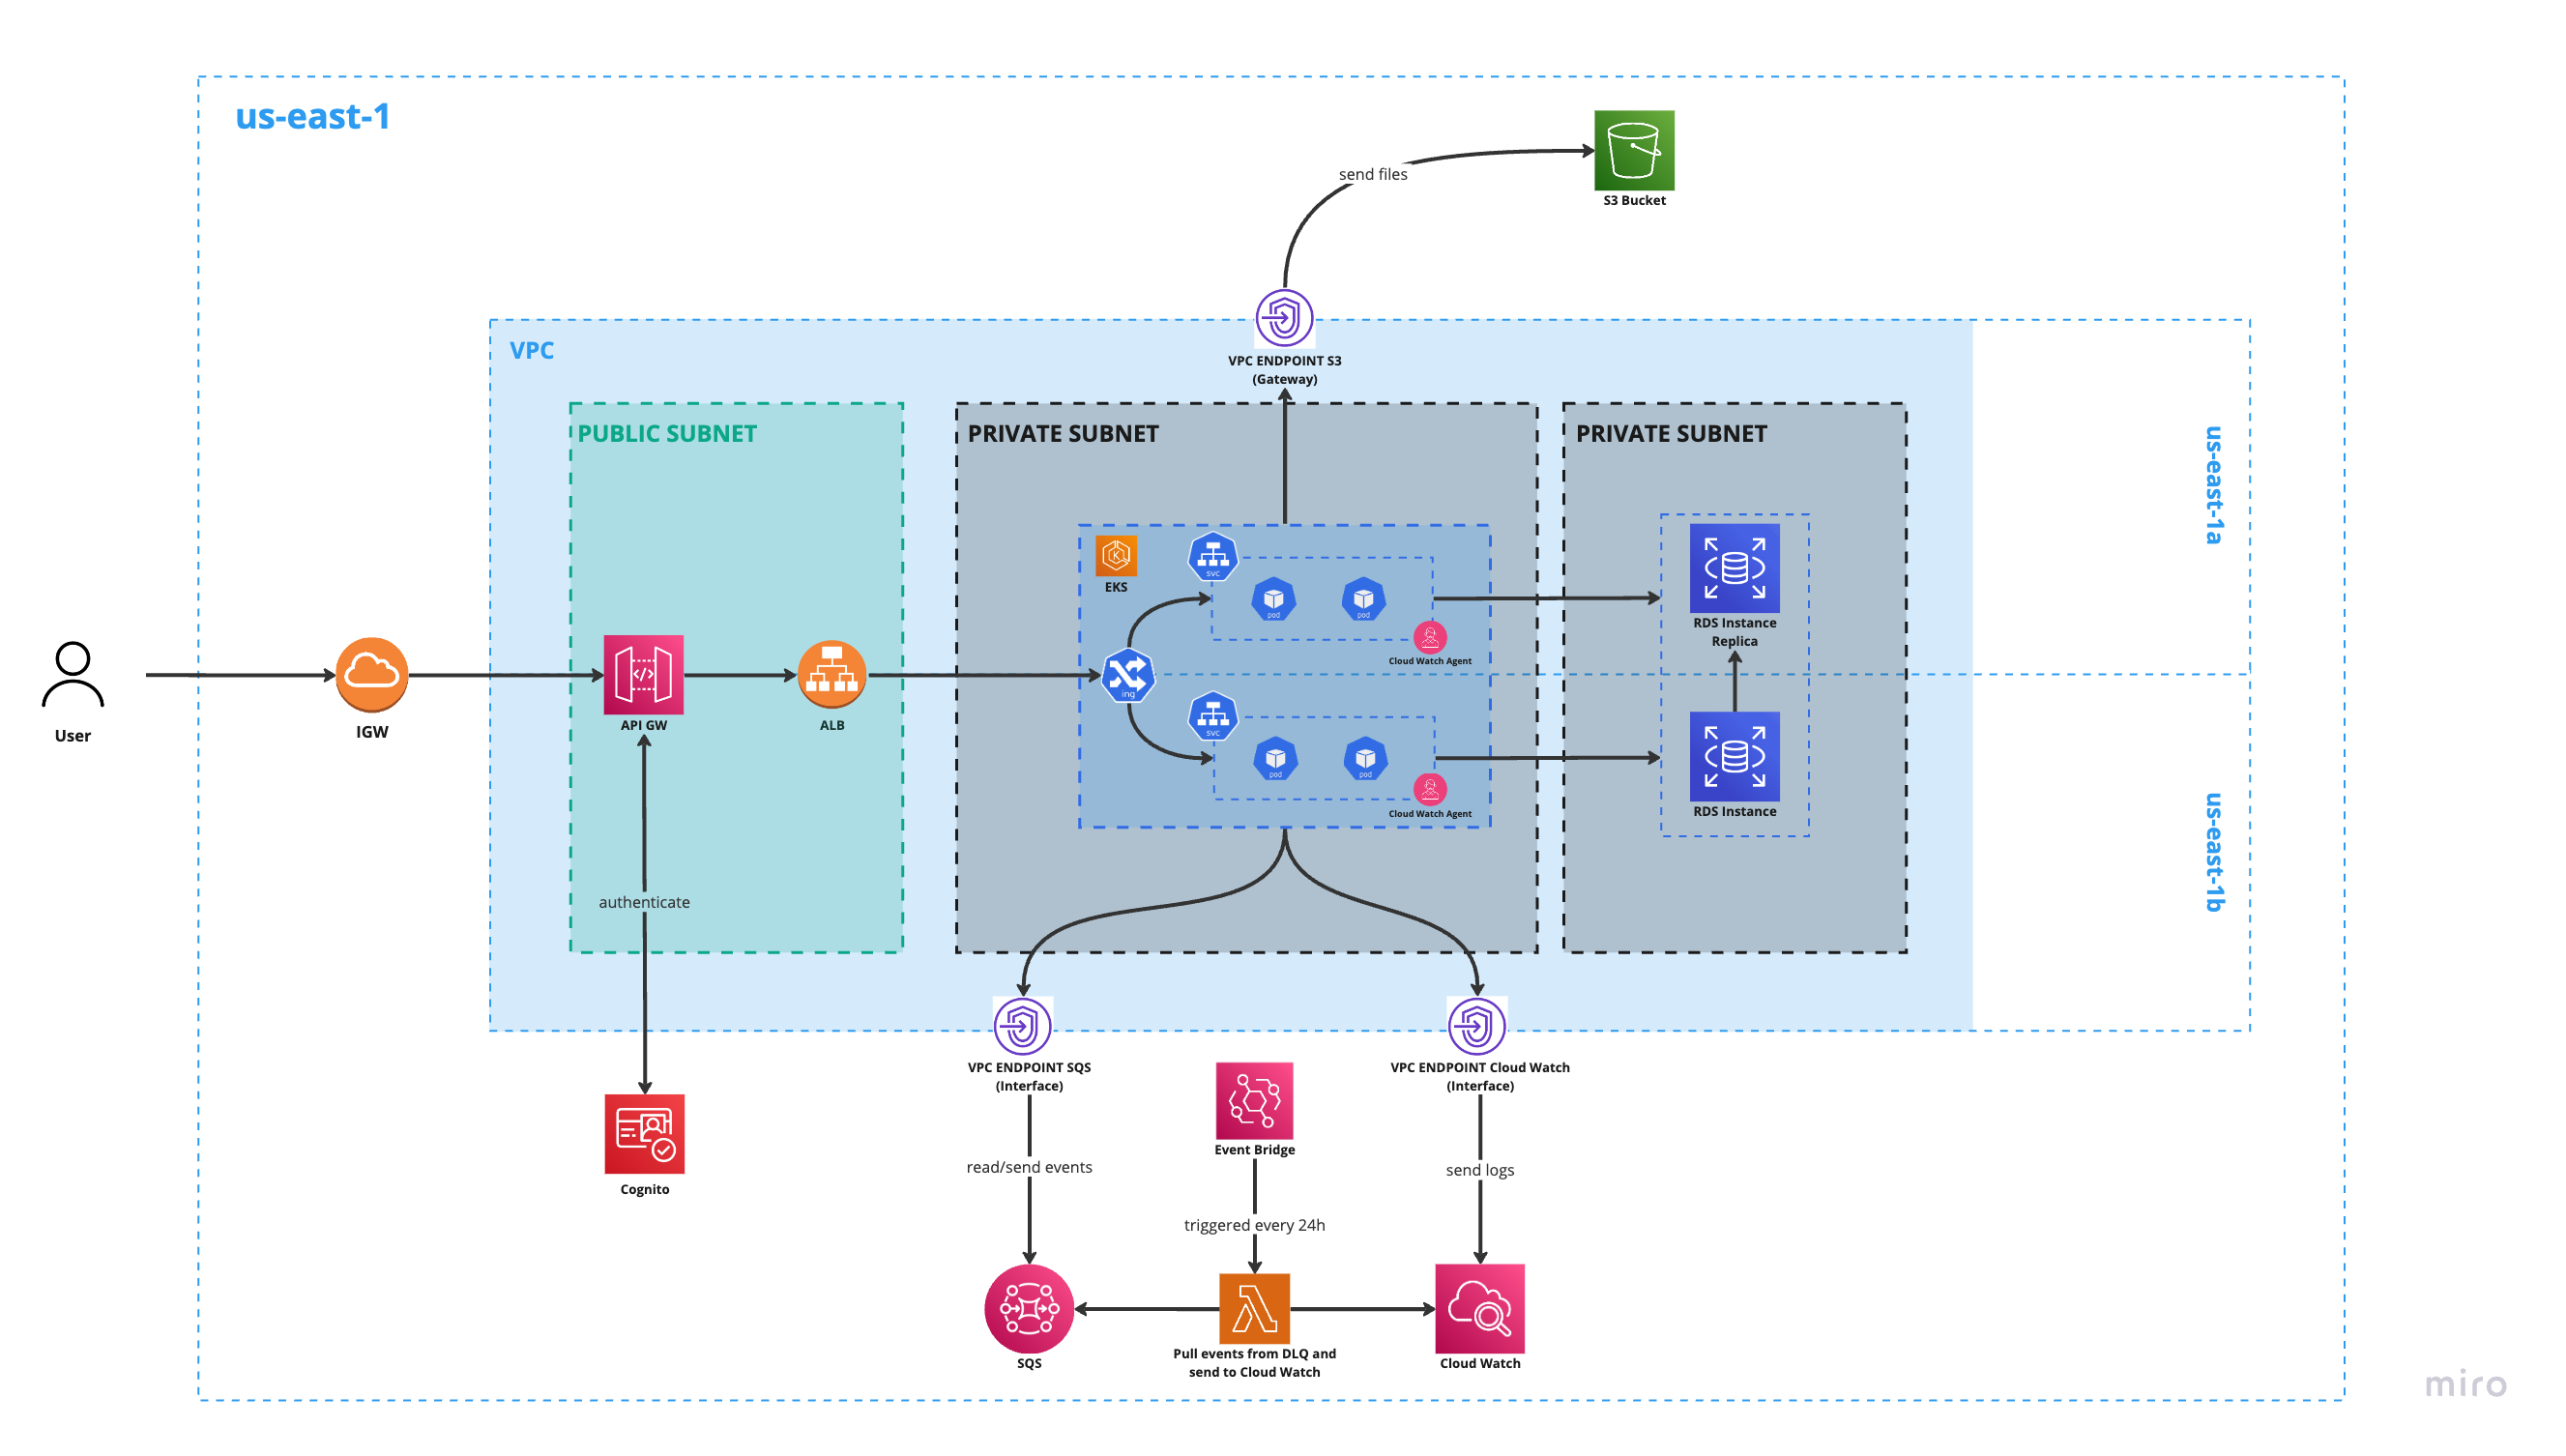 us-east-1
send files
S3 Bucket
VPC
VPC ENDPOINT S3
(Gateway)
PUBLIC SUBNET
PRIVATE SUBNET
PRIVATE SUBNET
us-east-1a
EKS
svc
pod
pod
Cloud Watch Agent
RDS Instance
Replica
User
IGW
API GW
ALB
ing
svc
pod
pod
Cloud Watch Agent
RDS Instance
us-east-1b
authenticate
Cognito
VPC ENDPOINT SQS
(Interface)
VPC ENDPOINT Cloud Watch
(Interface)
Event Bridge
read/send events
send logs
triggered every 24h
SQS
Pull events from DLQ and
send to Cloud Watch
Cloud Watch
miro